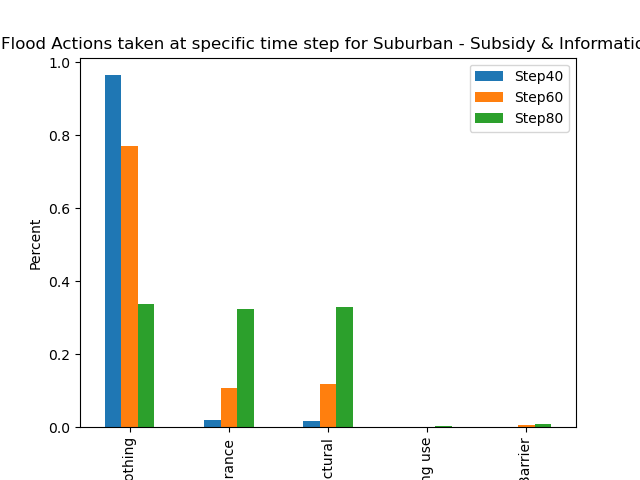 Flood Actions taken at specific time step for Suburban - Subsidy & Informatio
Step40
Step60
Step80
1.0
0.8
0.6
0.4
0.2
0.0
Percent
othing
rance
ctural
ng use
Barrier